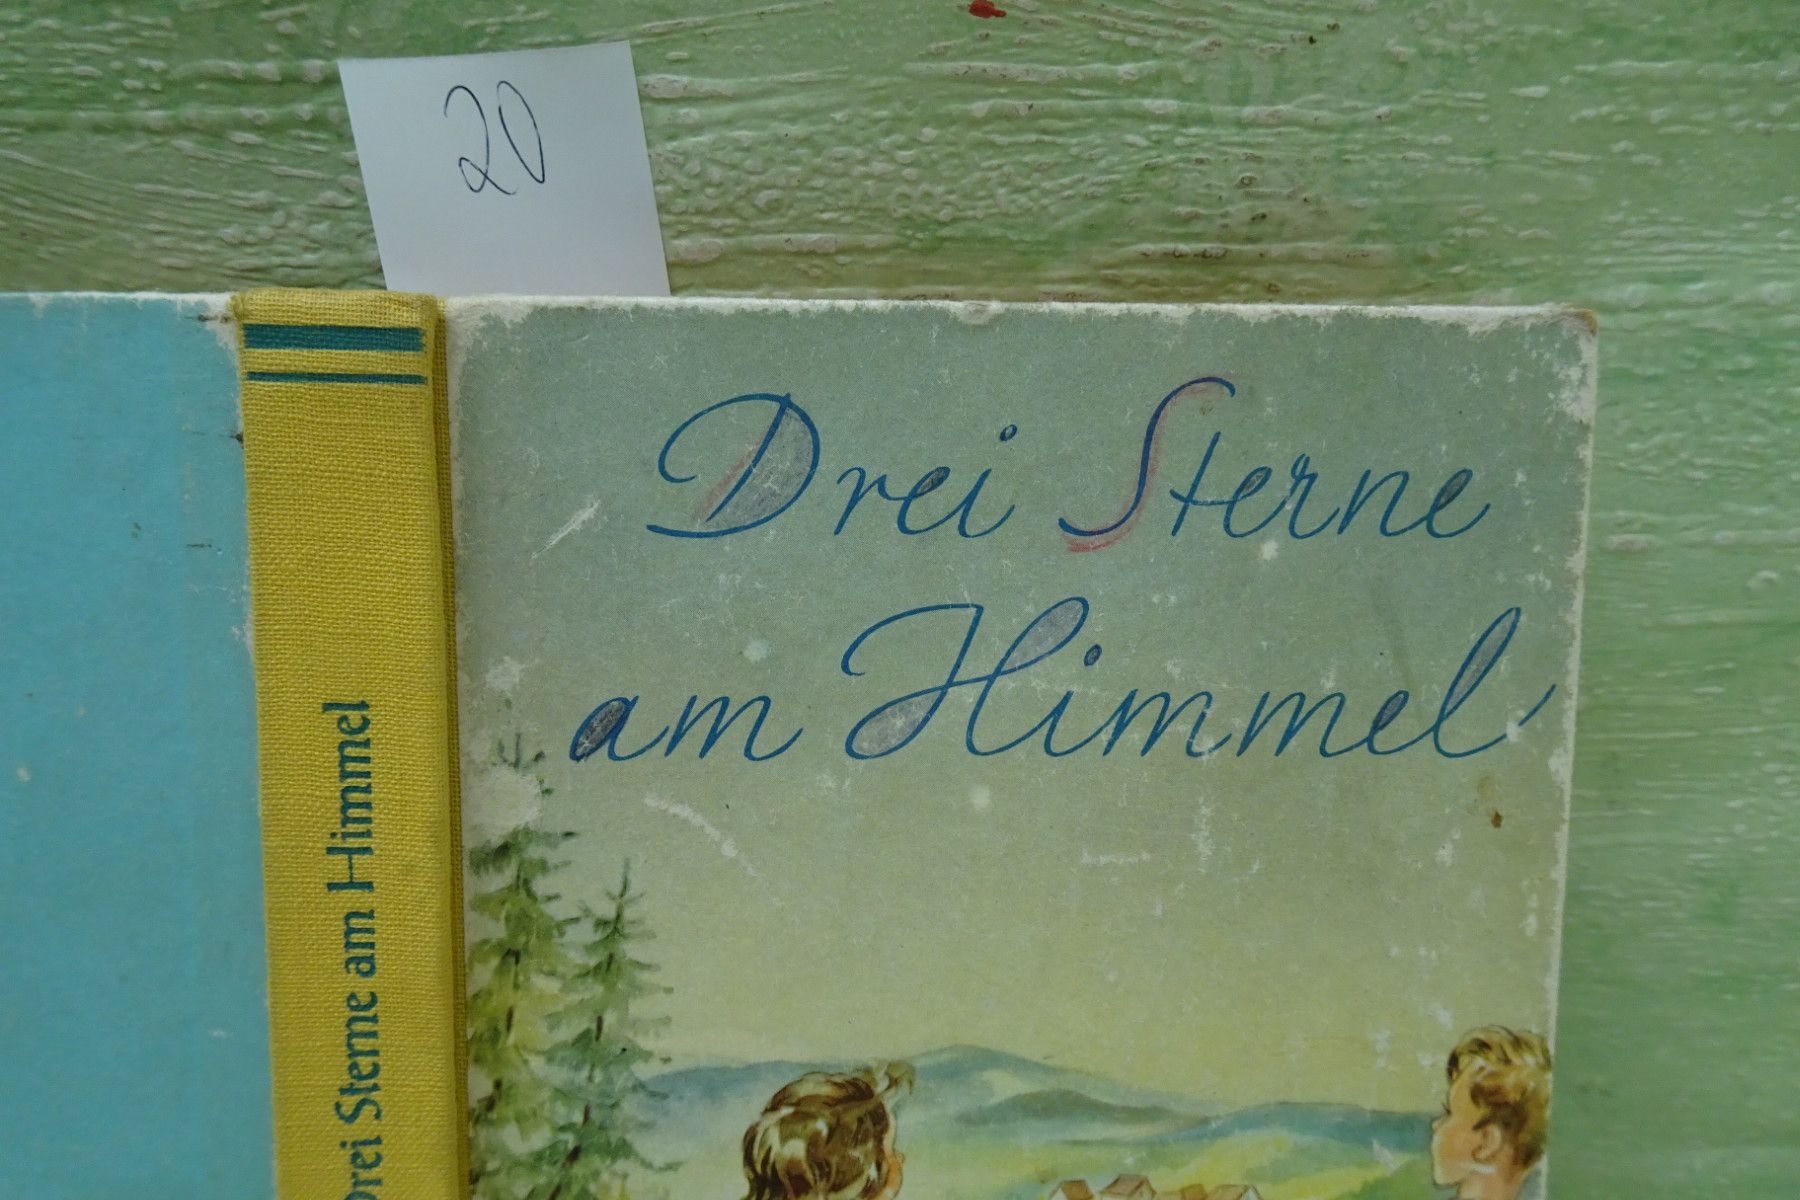 20
Drei Sterne
am Himmel
Drei Sterne am Himmel